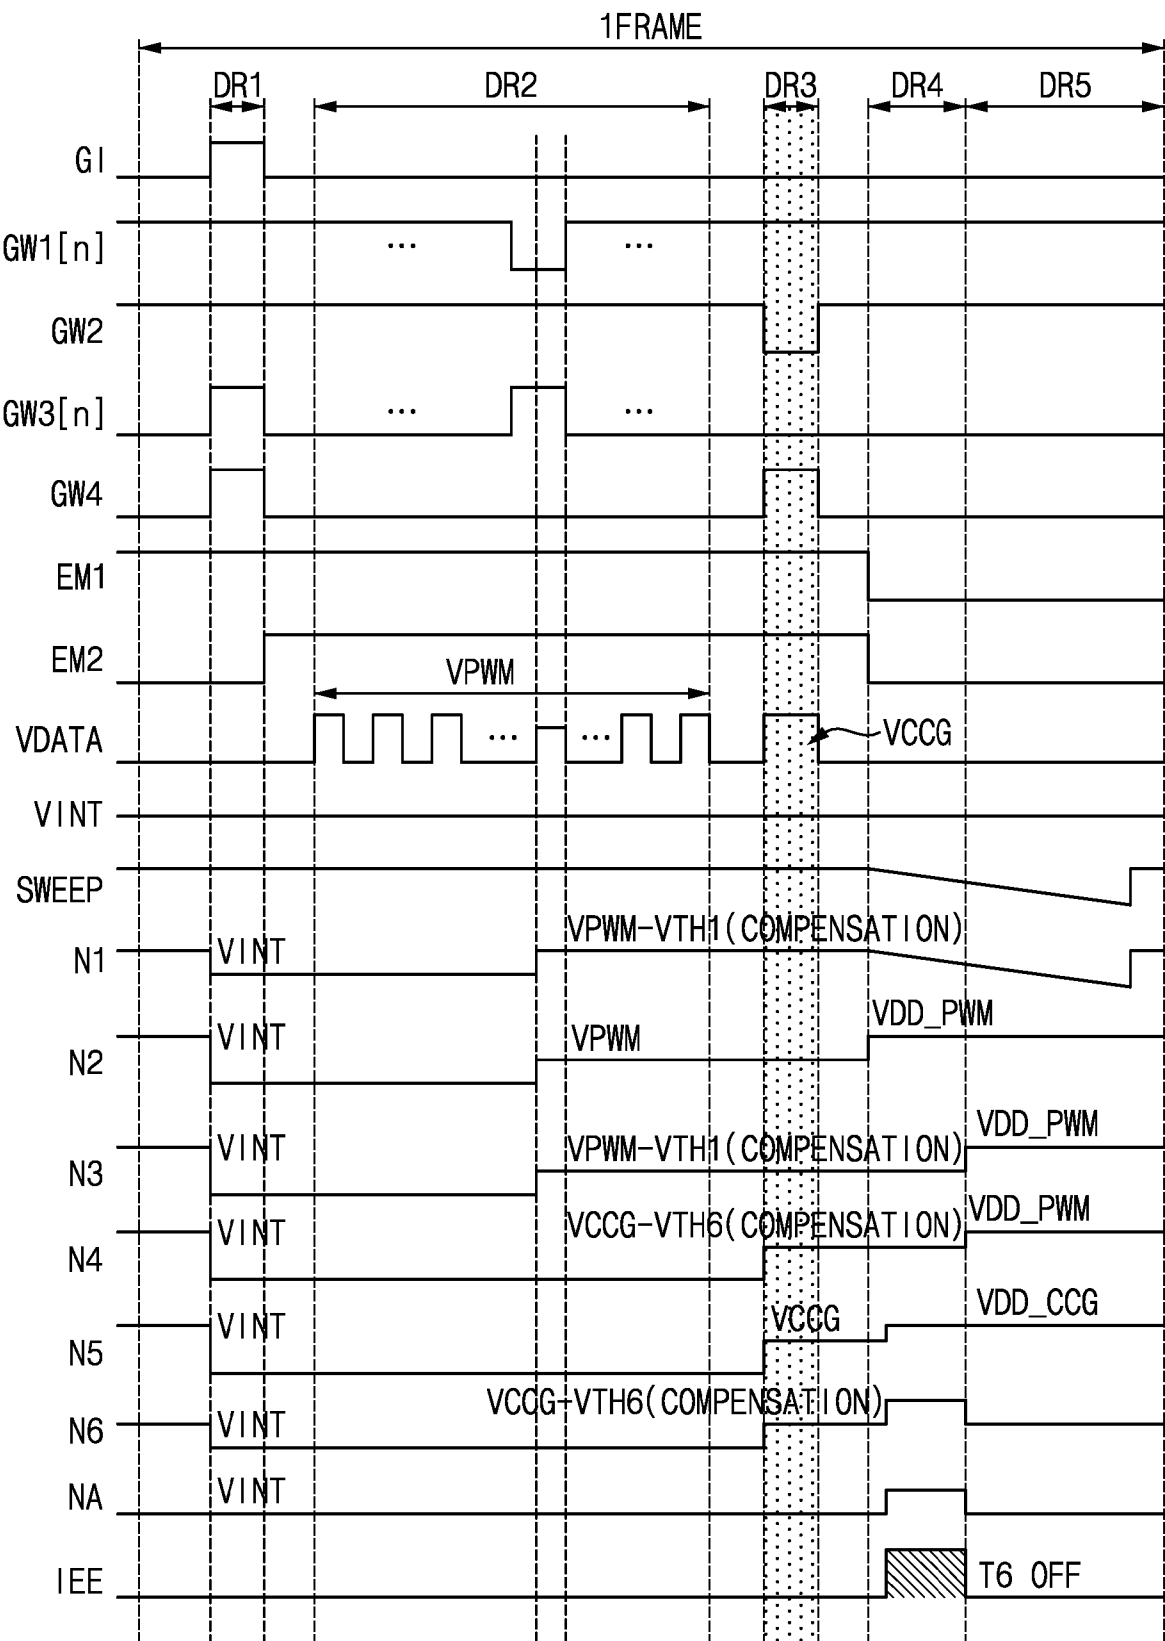 1FRAME
DR1 DR2 DR3 DR4 DR5
GI
GW1[n] ... ...
GW2
GW3[n] ... ...
GW4
EM1
EM2
VPWM
VDATA ... ... VCCG
VINT
SWEEP
VPWM-VTH1(COMPENSATION)
N1 VINT
VDD_PWM
N2 VINT VPWM
VDD_PWM
N3 VINT VPWM-VTH1(COMPENSATION)
VDD_PWM
N4 VINT VCCG-VTH6(COMPENSATION)
VDD_CCG
N5 VINT VCCG
VCCG-VTH6(COMPENSATION)
N6 VINT
NA VINT
IEE T6 OFF